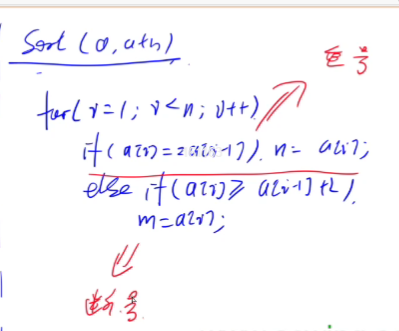 Sort(a, a+n)
重号
for(i=1; i<n; i++)
if(a[i]==a[i-1]) n=a[i];
else if(a[i]≥a[i-1]+2)
m=a[i];
断号